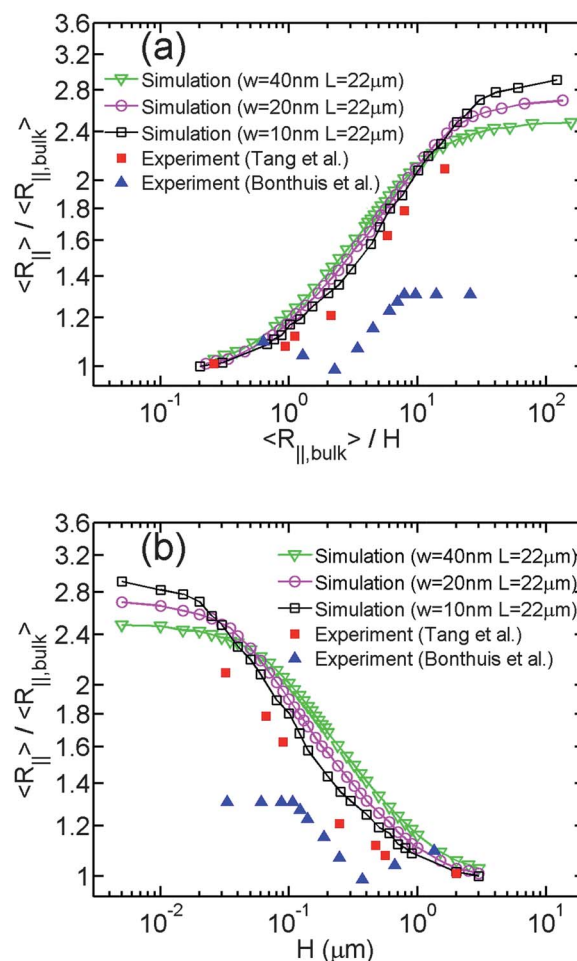 3.6
(a)
2.8
2.4
2
1.8
1.6
1.4
1.2
1
<R||> / <R||,bulk>
Simulation (w=40nm L=22μm)
Simulation (w=20nm L=22μm)
Simulation (w=10nm L=22μm)
Experiment (Tang et al.)
Experiment (Bonthuis et al.)
10⁻¹ 10⁰ 10¹ 10²
<R||,bulk> / H
3.6
(b)
3.2
2.8
2.4
2
1.8
1.6
1.4
1.2
1
<R||> / <R||,bulk>
Simulation (w=40nm L=22μm)
Simulation (w=20nm L=22μm)
Simulation (w=10nm L=22μm)
Experiment (Tang et al.)
Experiment (Bonthuis et al.)
10⁻² 10⁻¹ 10⁰ 10¹
H (μm)